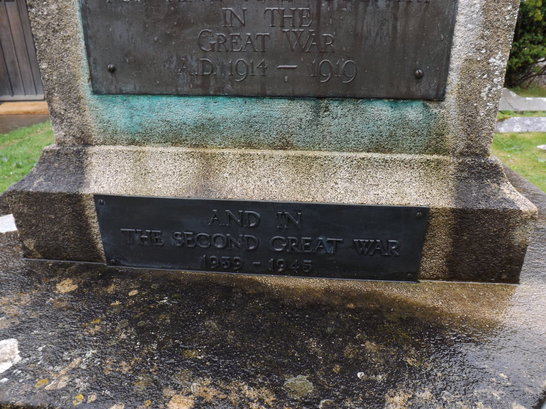 IN THE
GREAT WAR
A.D. 1914 – 1919
AND IN
THE SECOND GREAT WAR
1939 - 1945